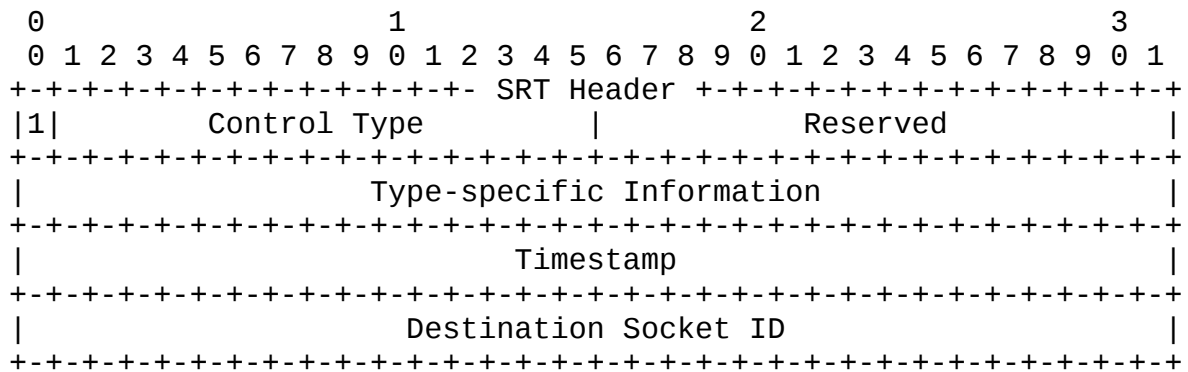 0                   1                   2                   3
 0 1 2 3 4 5 6 7 8 9 0 1 2 3 4 5 6 7 8 9 0 1 2 3 4 5 6 7 8 9 0 1
+-+-+-+-+-+-+-+-+-+-+-+-+- SRT Header +-+-+-+-+-+-+-+-+-+-+-+-+-+
|1|         Control Type        |           Reserved            |
+-+-+-+-+-+-+-+-+-+-+-+-+-+-+-+-+-+-+-+-+-+-+-+-+-+-+-+-+-+-+-+-+
|                   Type-specific Information                   |
+-+-+-+-+-+-+-+-+-+-+-+-+-+-+-+-+-+-+-+-+-+-+-+-+-+-+-+-+-+-+-+-+
|                           Timestamp                           |
+-+-+-+-+-+-+-+-+-+-+-+-+-+-+-+-+-+-+-+-+-+-+-+-+-+-+-+-+-+-+-+-+
|                     Destination Socket ID                     |
+-+-+-+-+-+-+-+-+-+-+-+-+-+-+-+-+-+-+-+-+-+-+-+-+-+-+-+-+-+-+-+-+